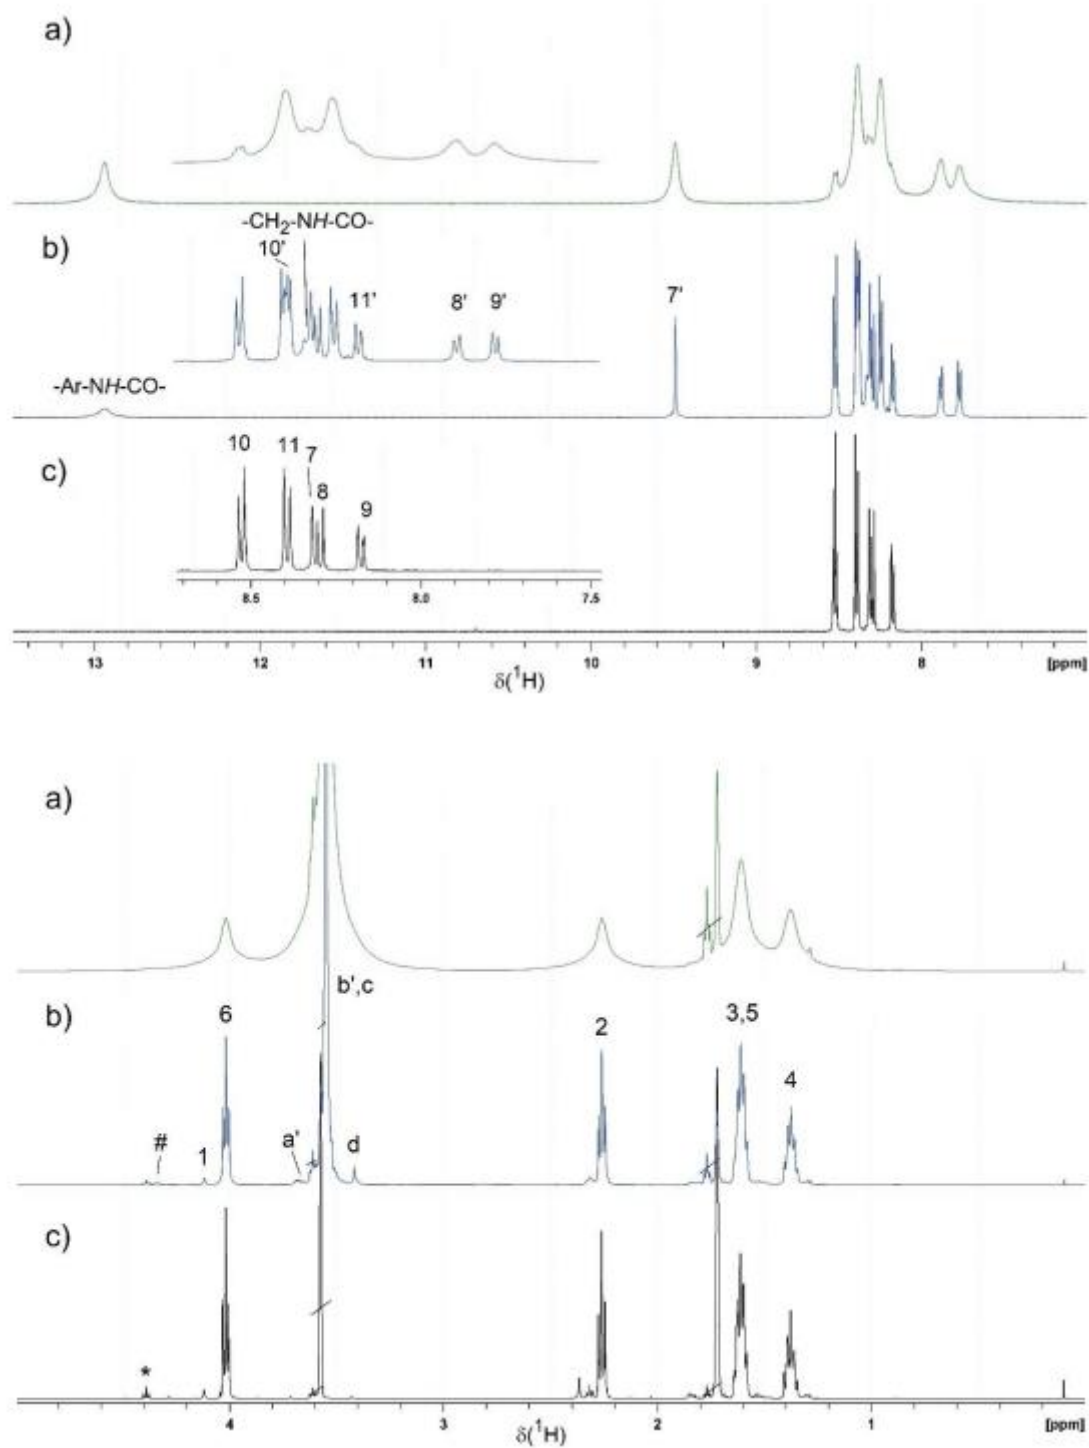 a)
-CH₂-NH-CO-
b)
10'
11'
8'
9'
7'
-Ar-NH-CO-
c)
10
11
7
8
9
8.5
8.0
7.5
13
12
11
10
9
8
[ppm]
δ(¹H)
a)
b',c
b)
6
2
3,5
4
#
1
a'
d
c)
*
4
3
2
1
[ppm]
δ(¹H)